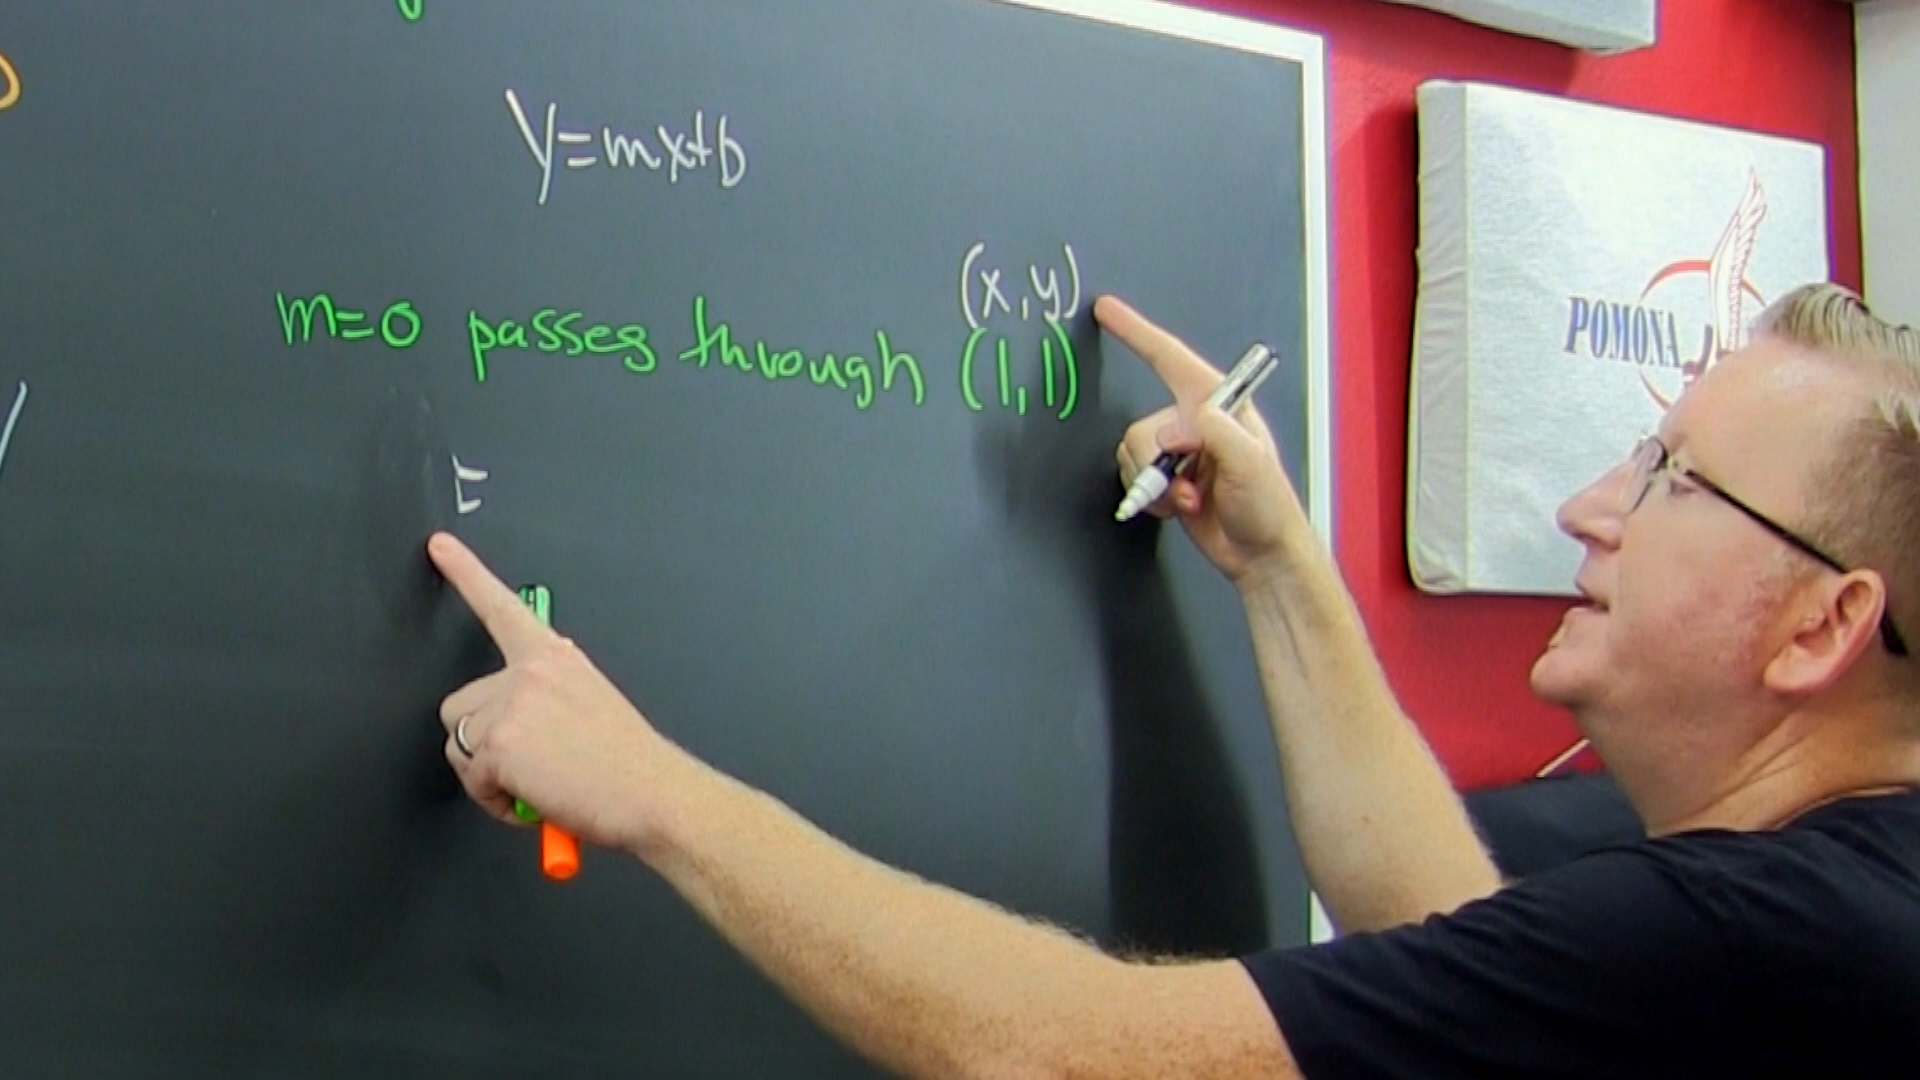 y=mx+b
(x,y)
m=0 passes through (1,1)
POMONA